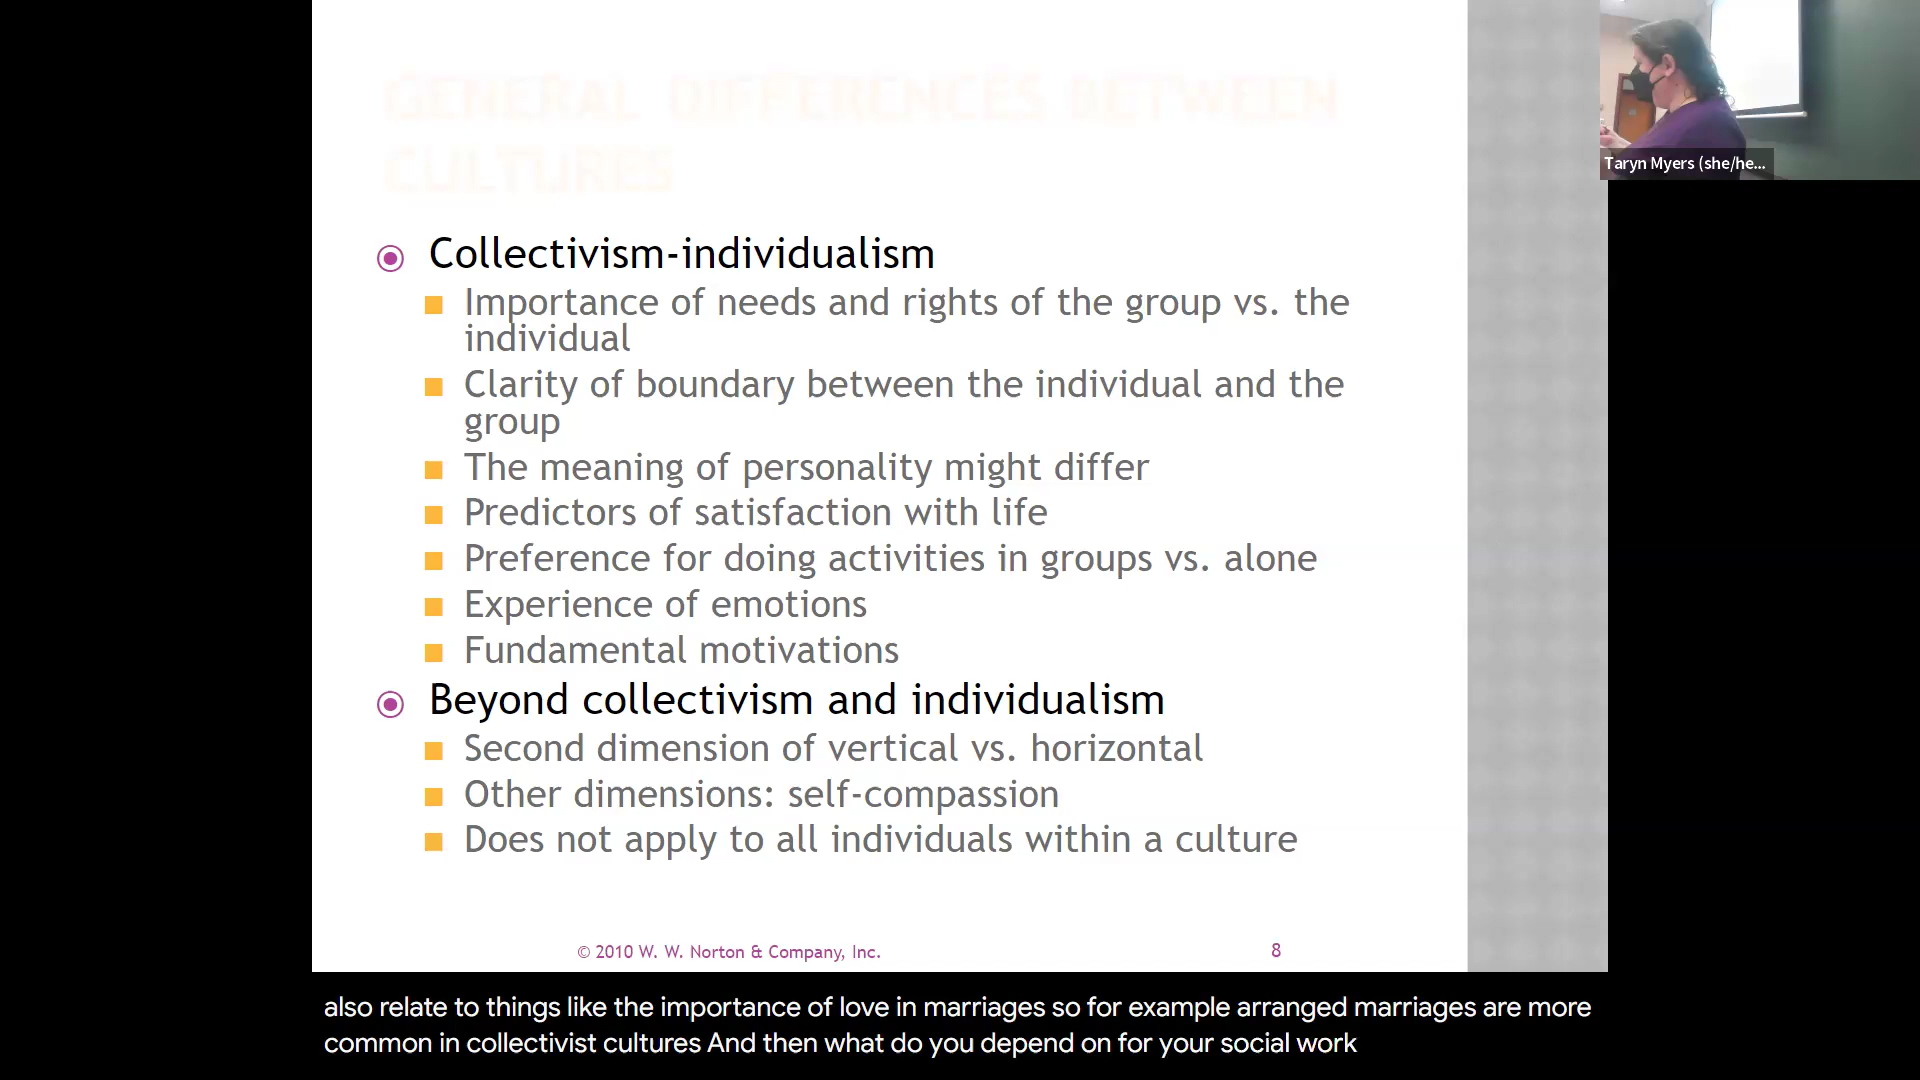 GENERAL DIFFERENCES BETWEEN
CULTURES
Taryn Myers (she/he...
Collectivism-individualism
Importance of needs and rights of the group vs. the
individual
Clarity of boundary between the individual and the
group
The meaning of personality might differ
Predictors of satisfaction with life
Preference for doing activities in groups vs. alone
Experience of emotions
Fundamental motivations
Beyond collectivism and individualism
Second dimension of vertical vs. horizontal
Other dimensions: self-compassion
Does not apply to all individuals within a culture
© 2010 W. W. Norton & Company, Inc.
8
also relate to things like the importance of love in marriages so for example arranged marriages are more
common in collectivist cultures And then what do you depend on for your social work